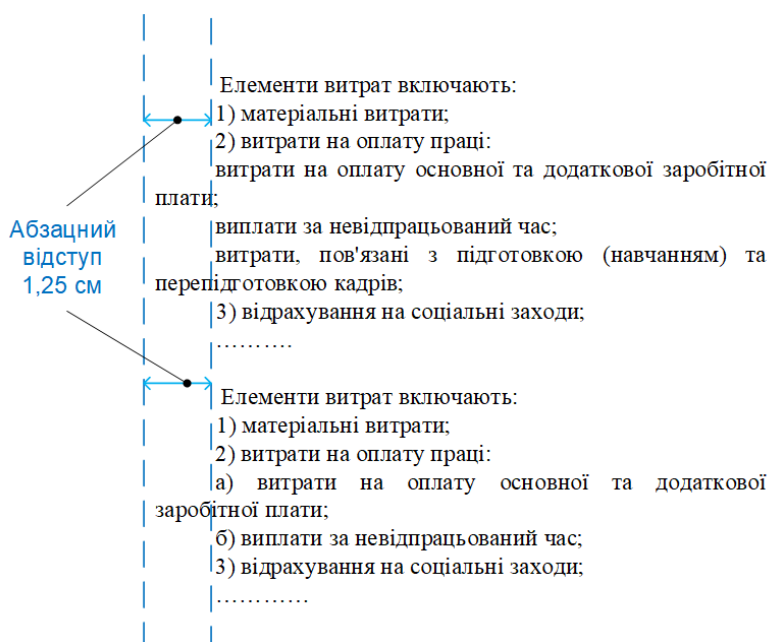 Елементи витрат включають:
1) матеріальні витрати;
2) витрати на оплату праці:
витрати на оплату основної та додаткової заробітної
плати;
виплати за невідпрацьований час;
витрати, пов'язані з підготовкою (навчанням) та
перепідготовкою кадрів;
3) відрахування на соціальні заходи;
……….
Абзацний
відступ
1,25 см
Елементи витрат включають:
1) матеріальні витрати;
2) витрати на оплату праці:
а) витрати на оплату основної та додаткової
заробітної плати;
б) виплати за невідпрацьований час;
3) відрахування на соціальні заходи;
…………